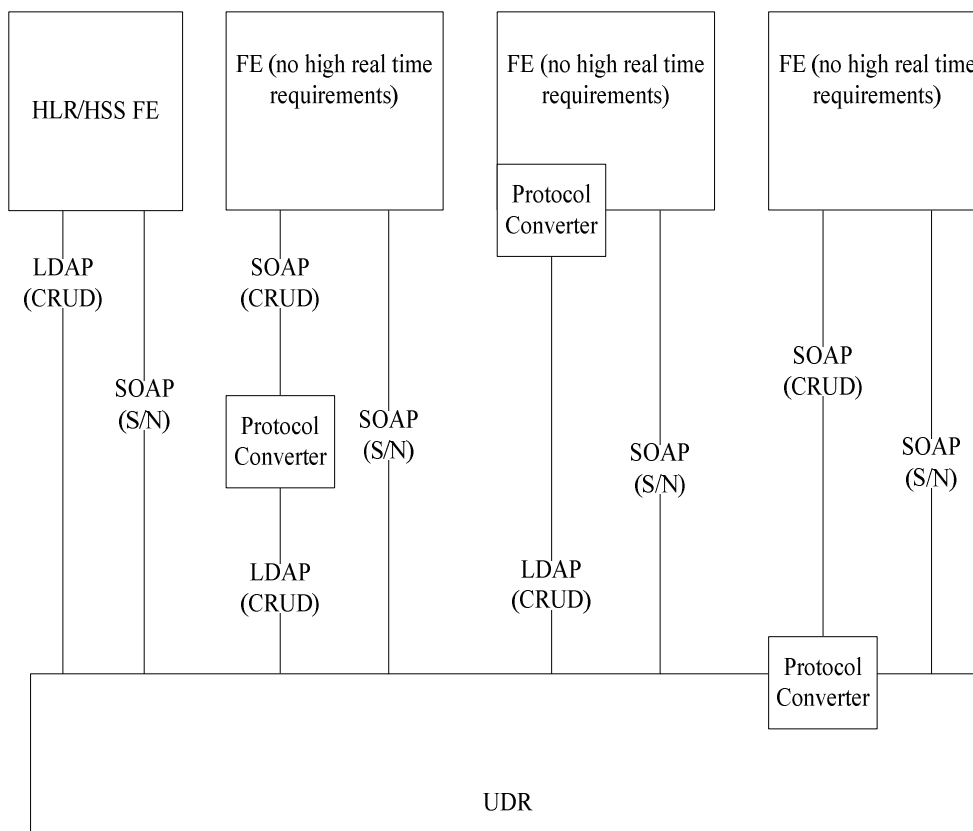 HLR/HSS FE
FE (no high real time
requirements)
FE (no high real time
requirements)
FE (no high real time
requirements)
Protocol
Converter
LDAP
(CRUD)
SOAP
(S/N)
SOAP
(CRUD)
Protocol
Converter
SOAP
(S/N)
LDAP
(CRUD)
LDAP
(CRUD)
SOAP
(S/N)
SOAP
(CRUD)
SOAP
(S/N)
Protocol
Converter
UDR